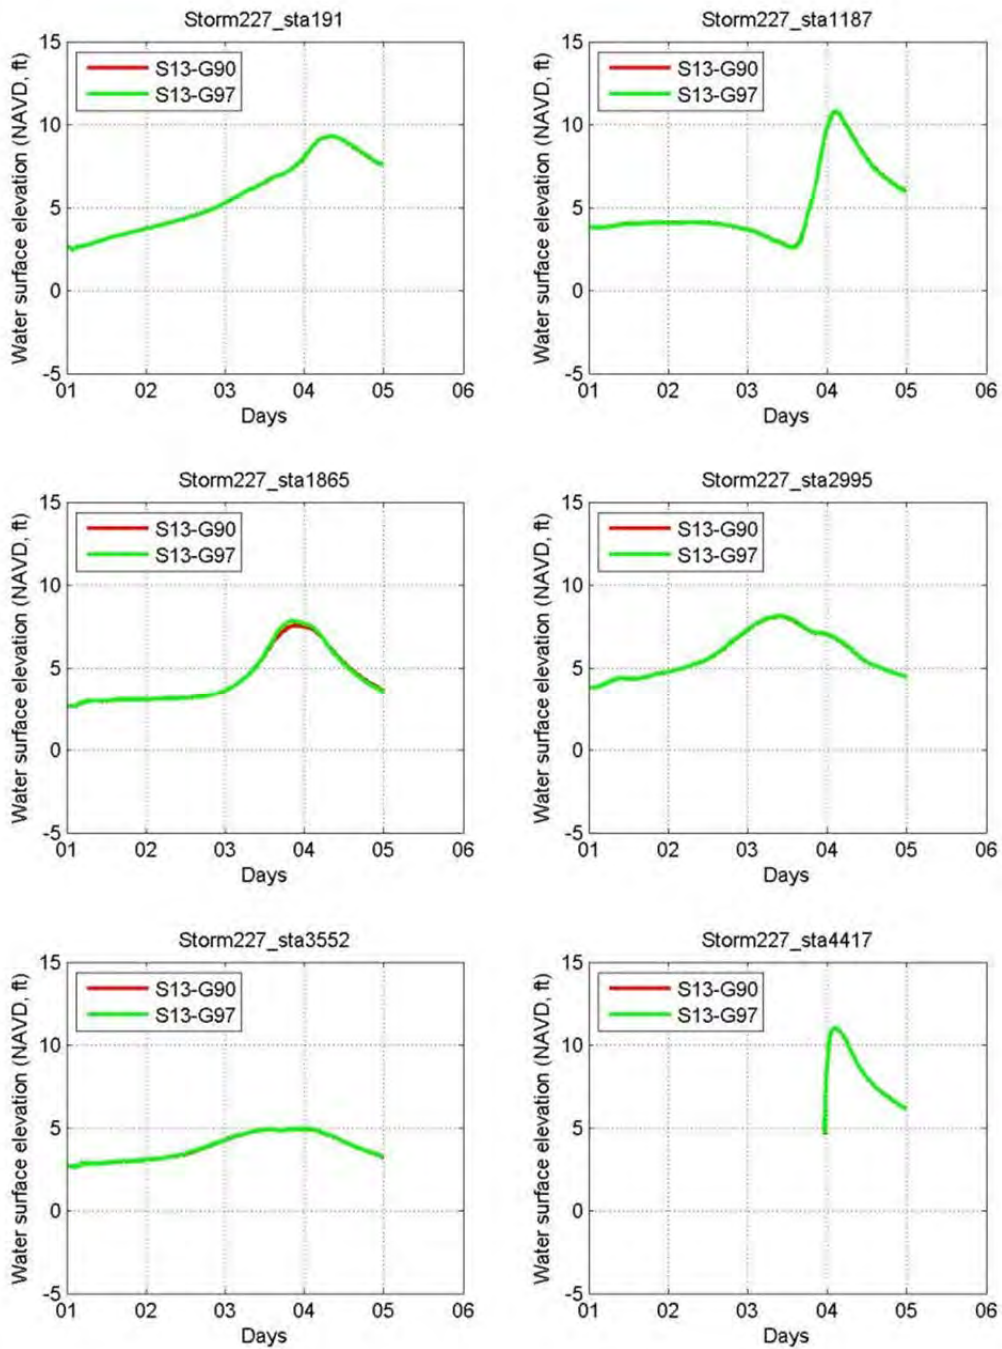 Storm227_sta191
Water surface elevation (NAVD, ft)
15
10
5
0
-5
S13-G90
S13-G97
01 02 03 04 05 06
Days
Storm227_sta1187
Water surface elevation (NAVD, ft)
15
10
5
0
-5
S13-G90
S13-G97
01 02 03 04 05 06
Days
Storm227_sta1865
Water surface elevation (NAVD, ft)
15
10
5
0
-5
S13-G90
S13-G97
01 02 03 04 05 06
Days
Storm227_sta2995
Water surface elevation (NAVD, ft)
15
10
5
0
-5
S13-G90
S13-G97
01 02 03 04 05 06
Days
Storm227_sta3552
Water surface elevation (NAVD, ft)
15
10
5
0
-5
S13-G90
S13-G97
01 02 03 04 05 06
Days
Storm227_sta4417
Water surface elevation (NAVD, ft)
15
10
5
0
-5
S13-G90
S13-G97
01 02 03 04 05 06
Days